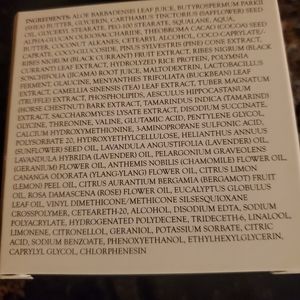 INGREDIENTS: ALOE BARBADENSIS LEAF JUICE, BUTYROSPERMUM PARKII
(SHEA) BUTTER, GLYCERIN, CARTHAMUS TINCTORIUS (SAFFLOWER) SEED
OIL, GLYCERYL STEARATE, PEG-100 STEARATE, SQUALANE, AQUA,
ALPHA-GLUCAN OLIGOSACCHARIDE, THEOBROMA CACAO (COCOA) SEED
BUTTER, COCONUT ALKANES, CETEARYL ALCOHOL, COCO-CAPRYLATE/
CAPRATE, COCO-GLUCOSIDE, PINUS SYLVESTRIS (PINE) CONE EXTRACT,
RIBES NIGRUM (BLACK CURRANT) FRUIT EXTRACT, RIBES NIGRUM (BLACK
CURRANT) LEAF EXTRACT, HYDROLYZED RICE PROTEIN, POLYMNIA
SONCHIFOLIA (JICAMA) ROOT JUICE, MALTODEXTRIN, LACTOBACILLUS
FERMENT, GLAUCINE, MENYANTHES TRIFOLIATA (BUCKBEAN) LEAF
EXTRACT, CAMELLIA SINENSIS (TEA) LEAF EXTRACT, TUBER MAGNATUM
(TRUFFLE) EXTRACT, PHOSPHOLIPIDS, AESCULUS HIPPOCASTANUM
(HORSE CHESTNUT) BARK EXTRACT, TAMARINDUS INDICA (TAMARIND)
EXTRACT, SACCHAROMYCES LYSATE EXTRACT, DISODIUM SUCCINATE,
GLYCINE, THREONINE, VALINE, GLUTAMIC ACID, PENTYLENE GLYCOL,
CALCIUM HYDROXYMETHIONINE, 3-AMINOPROPANE SULFONIC ACID,
POLYSORBATE 20, HYDROXYETHYLCELLULOSE, HELIANTHUS ANNUUS
(SUNFLOWER) SEED OIL, LAVANDULA ANGUSTIFOLIA (LAVENDER) OIL,
LAVANDULA HYBRIDA (LAVENDER) OIL, PELARGONIUM GRAVEOLENS
(GERANIUM) FLOWER OIL, ANTHEMIS NOBILIS (CHAMOMILE) FLOWER OIL,
CANANGA ODORATA (YLANG-YLANG) FLOWER OIL, CITRUS LIMON
(LEMON) PEEL OIL, CITRUS AURANTIUM BERGAMIA (BERGAMOT) FRUIT
OIL, ROSA DAMASCENA (ROSE) FLOWER OIL, EUCALYPTUS GLOBULUS
LEAF OIL, VINYL DIMETHICONE/METHICONE SILSESQUIOXANE
CROSSPOLYMER, CETEARETH-20, ALCOHOL, DISODIUM EDTA, SODIUM
POLYACRYLATE, HYDROGENATED POLYDECENE, TRIDECETH-6, LINALOOL,
LIMONENE, CITRONELLOL, GERANIOL, POTASSIUM SORBATE, CITRIC
ACID, SODIUM BENZOATE, PHENOXYETHANOL, ETHYLHEXYLGLYCERIN,
CAPRYLYL GLYCOL, CHLORPHENESIN